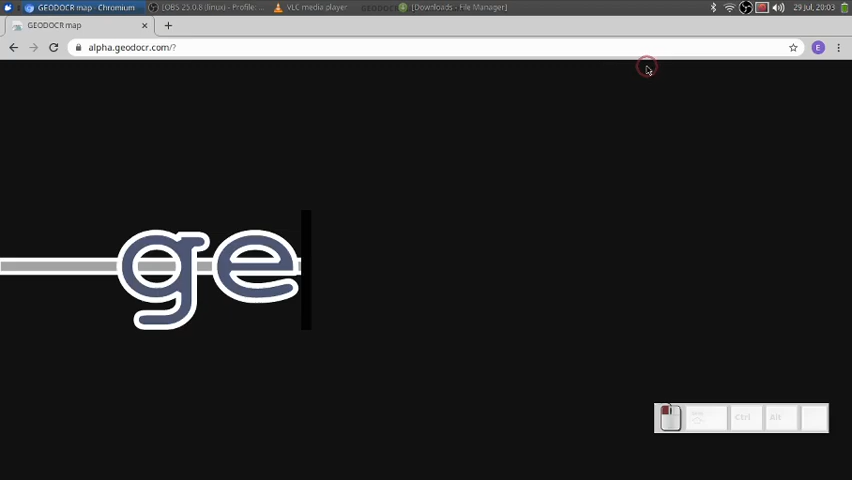 GEODOCR map - Chromium
[OBS 25.0.8 (linux) - Profile: ...
VLC media player
[Downloads - File Manager]
29 Jul, 20:03
GEODOCR map
alpha.geodocr.com/?
E
ge
Ctrl
Alt